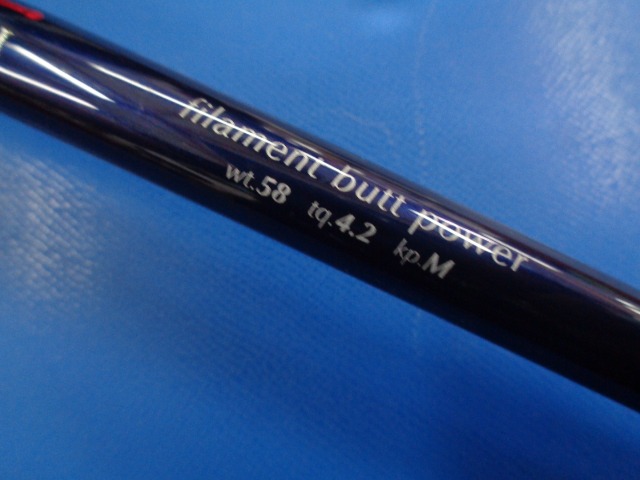 filament butt power
wt.58 tq.4.2 kp.M